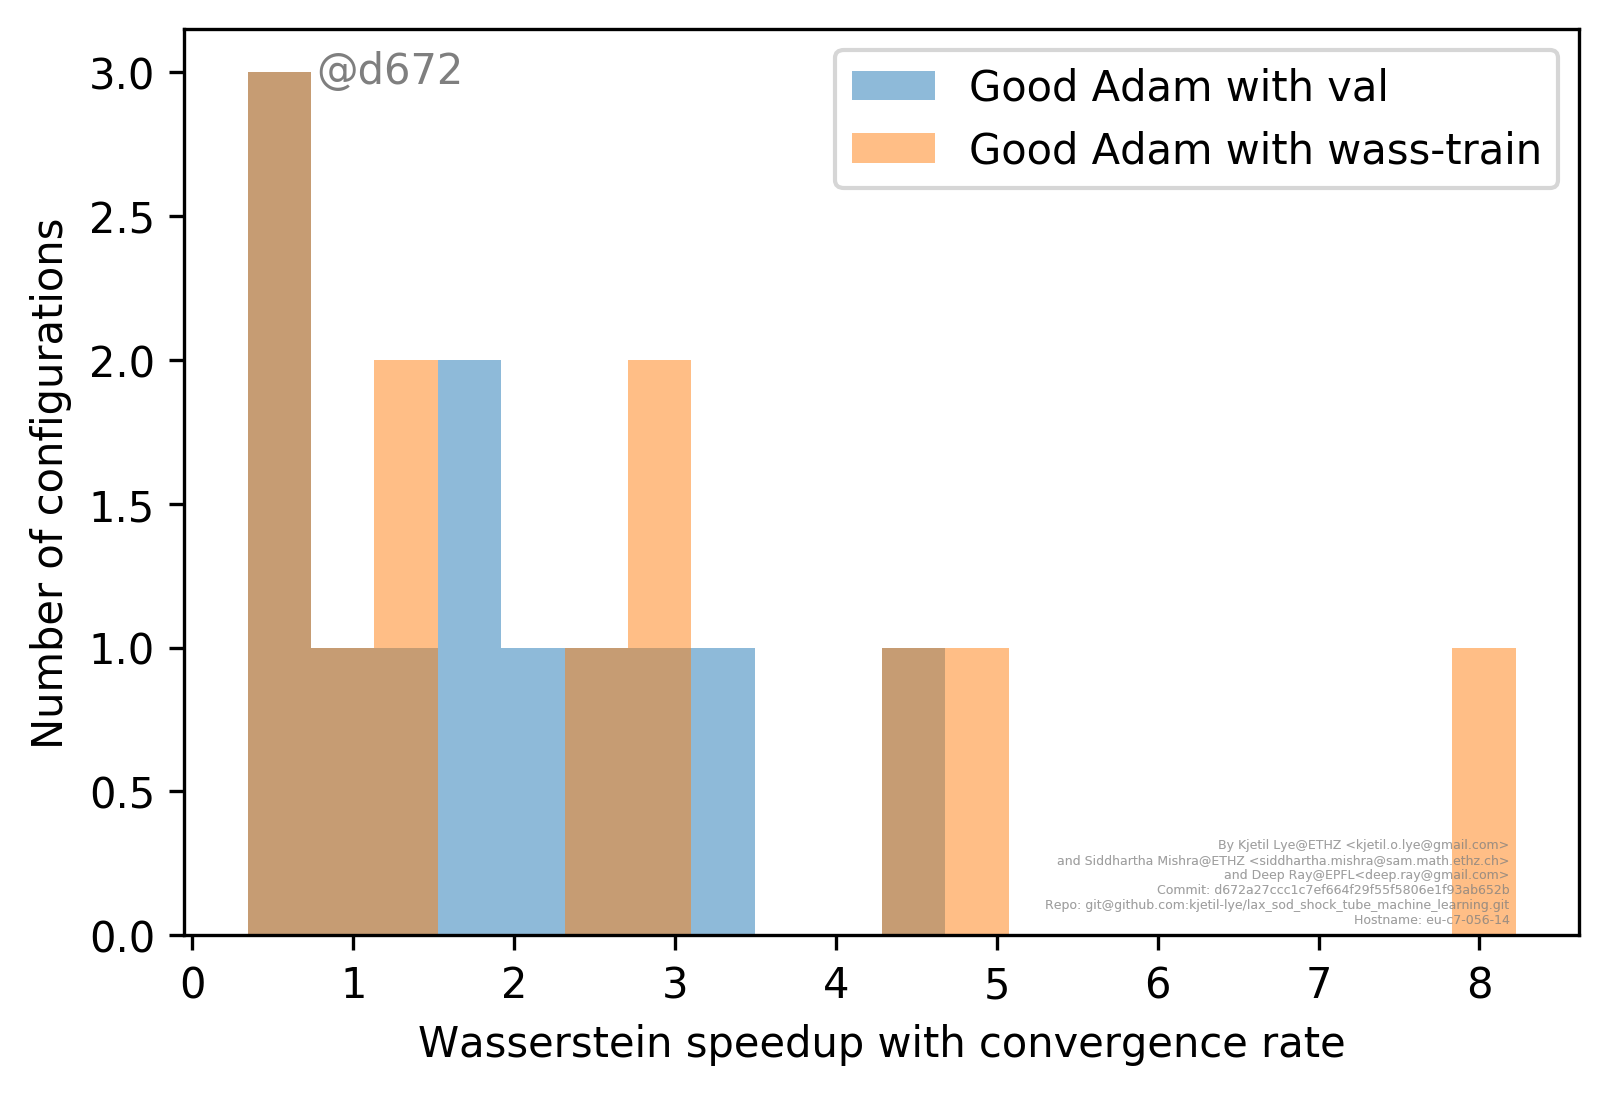 @d672
Good Adam with val
Good Adam with wass-train
3.0
2.5
2.0
1.5
1.0
0.5
0.0
Number of configurations
By Kjetil Lye@ETHZ <kjetil.o.lye@gmail.com>
and Siddhartha Mishra@ETHZ <siddhartha.mishra@sam.math.ethz.ch>
and Deep Ray@EPFL<deep.ray@gmail.com>
Commit: d672a27ccc1c7ef664f29f55f5806e1f93ab652b
Repo: git@github.com:kjetil-lye/lax_sod_shock_tube_machine_learning.git
Hostname: eu-c7-056-14
0 1 2 3 4 5 6 7 8
Wasserstein speedup with convergence rate